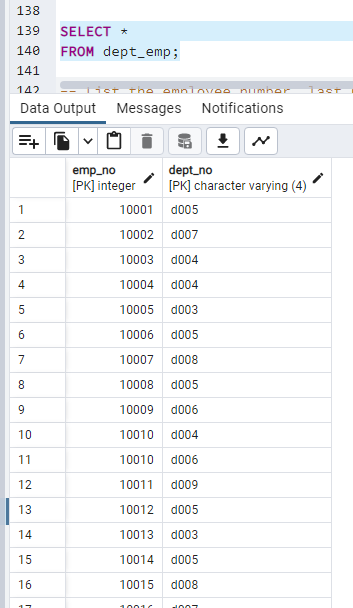 138
139 SELECT *
140 FROM dept_emp;
141
142 -- List the employee number, last
Data Output Messages Notifications
emp_no dept_no
[PK] integer [PK] character varying (4)
1 10001 d005
2 10002 d007
3 10003 d004
4 10004 d004
5 10005 d003
6 10006 d005
7 10007 d008
8 10008 d005
9 10009 d006
10 10010 d004
11 10010 d006
12 10011 d009
13 10012 d005
14 10013 d003
15 10014 d005
16 10015 d008
17 10016 d007